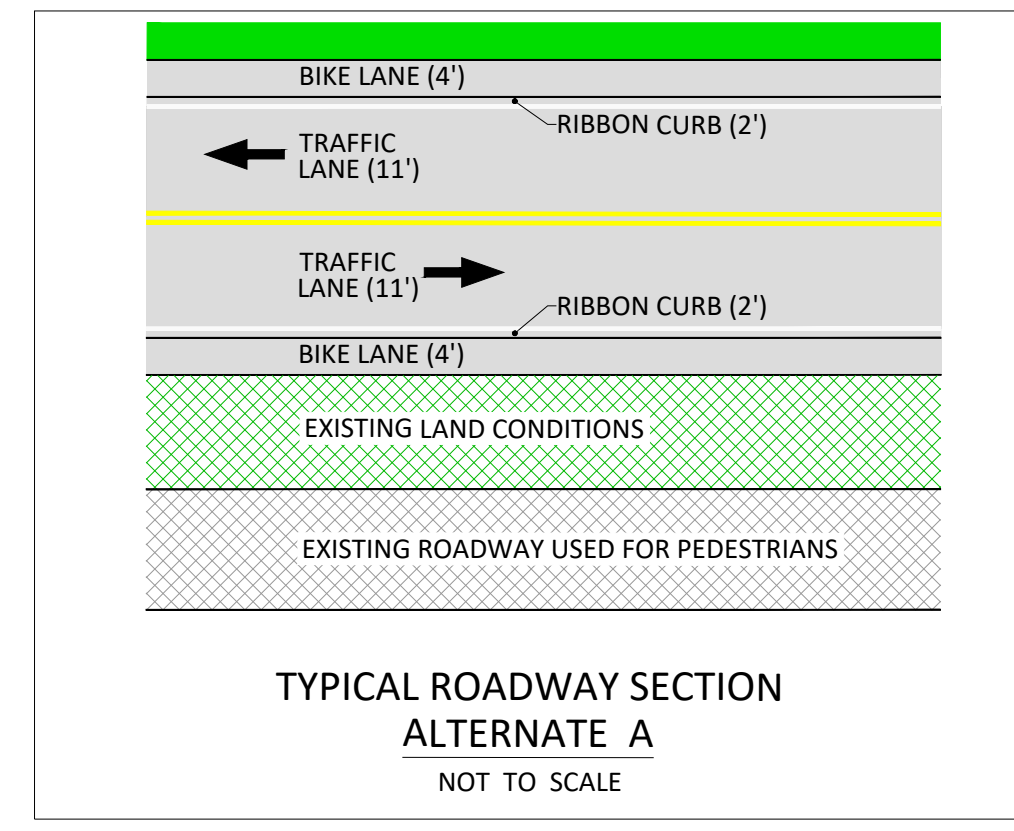 BIKE LANE (4')
RIBBON CURB (2')
TRAFFIC
LANE (11')
TRAFFIC
LANE (11')
RIBBON CURB (2')
BIKE LANE (4')
EXISTING LAND CONDITIONS
EXISTING ROADWAY USED FOR PEDESTRIANS
TYPICAL ROADWAY SECTION
ALTERNATE A
NOT TO SCALE